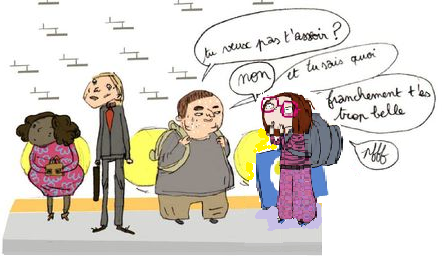 tu veux pas t'assoir ?
non
et tu sais quoi
franchement t'es
trop belle
pfff